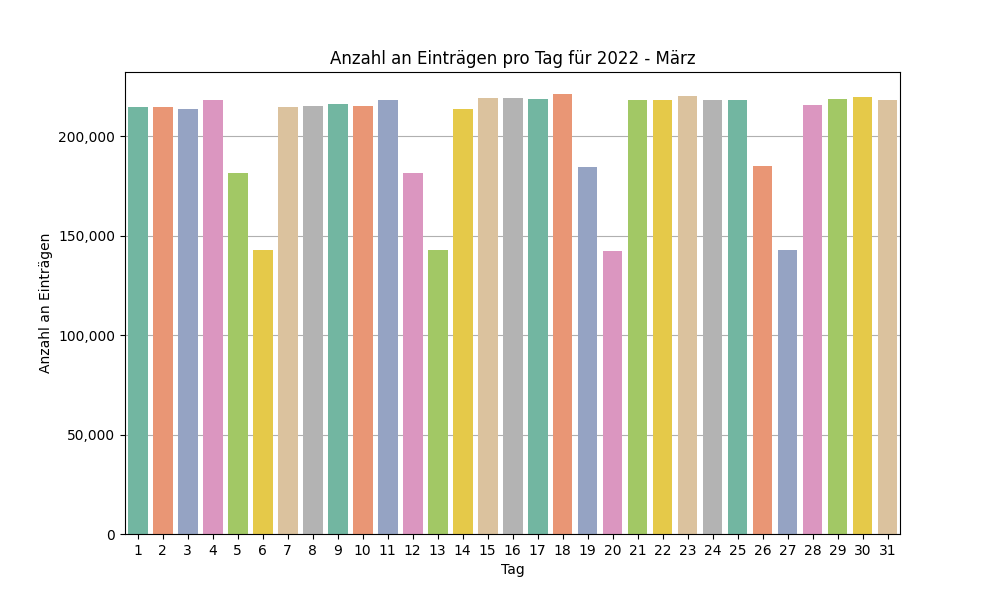 Anzahl an Einträgen pro Tag für 2022 - März
Anzahl an Einträgen
200,000
150,000
100,000
50,000
0
1 2 3 4 5 6 7 8 9 10 11 12 13 14 15 16 17 18 19 20 21 22 23 24 25 26 27 28 29 30 31
Tag